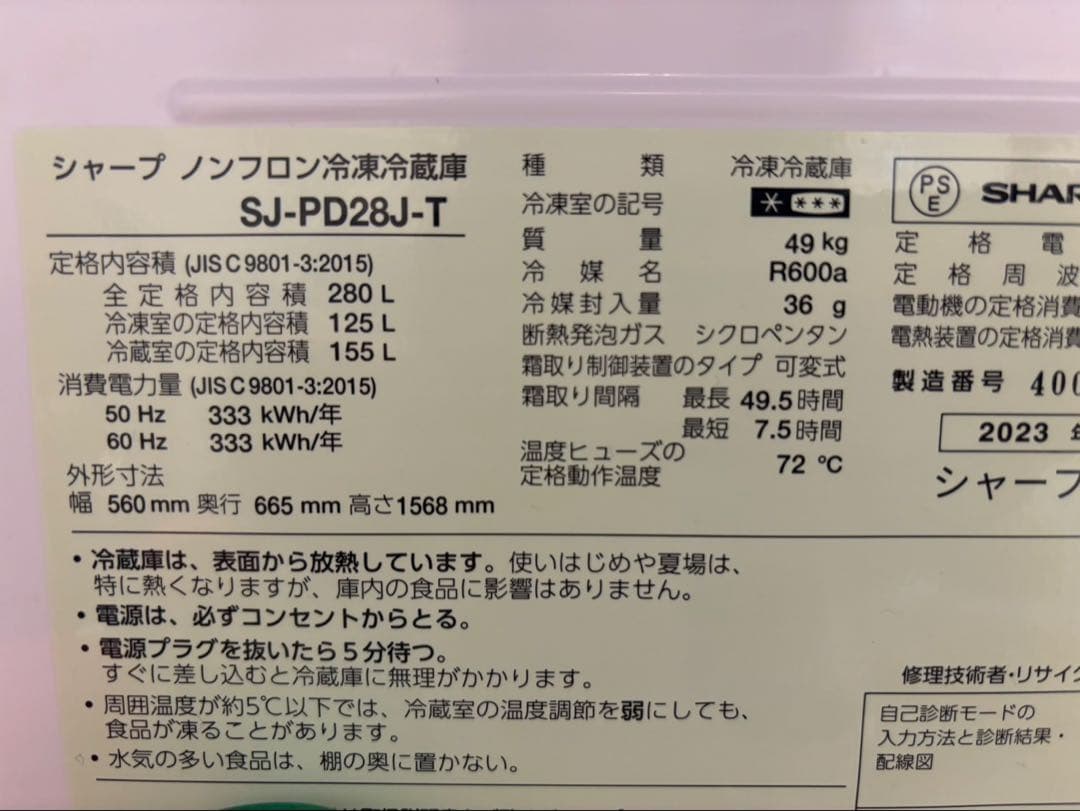 シャープ ノンフロン冷凍冷蔵庫
SJ-PD28J-T
定格内容積 (JIS C 9801-3:2015)
全定格内容積 280 L
冷凍室の定格内容積 125 L
冷蔵室の定格内容積 155 L
消費電力量 (JIS C 9801-3:2015)
50 Hz 333 kWh/年
60 Hz 333 kWh/年
外形寸法
幅 560 mm 奥行 665 mm 高さ 1568 mm
種類 冷凍冷蔵庫
冷凍室の記号 * ***
質量 49 kg
冷媒名 R600a
冷媒封入量 36 g
断熱発泡ガス シクロペンタン
霜取り制御装置のタイプ 可変式
霜取り間隔 最長 49.5 時間
最短 7.5 時間
温度ヒューズの
定格動作温度 72 ℃
PSE SHAR
定格電
定格周波
電動機の定格消費
電熱装置の定格消
製造番号 400
2023
シャープ
・冷蔵庫は、表面から放熱しています。使いはじめや夏場は、
特に熱くなりますが、庫内の食品に影響はありません。
・電源は、必ずコンセントからとる。
・電源プラグを抜いたら5分待つ。
すぐに差し込むと冷蔵庫に無理がかかります。
・周囲温度が約5℃以下では、冷蔵室の温度調節を弱にしても、
食品が凍ることがあります。
・水気の多い食品は、棚の奥に置かない。
修理技術者・リサイク
自己診断モードの
入力方法と診断結果・
配線図